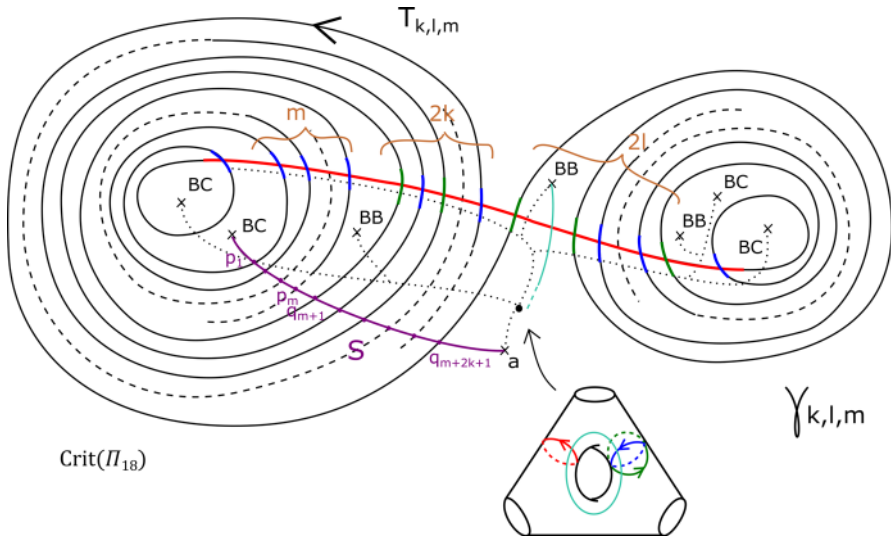 T_{k,l,m}
m
2k
2l
BC
BC
BB
BB
BB
BC
BC
p_1
p_m
q_{m+1}
S
q_{m+2k+1}
a
γ_{k,l,m}
Crit(Π_{18})